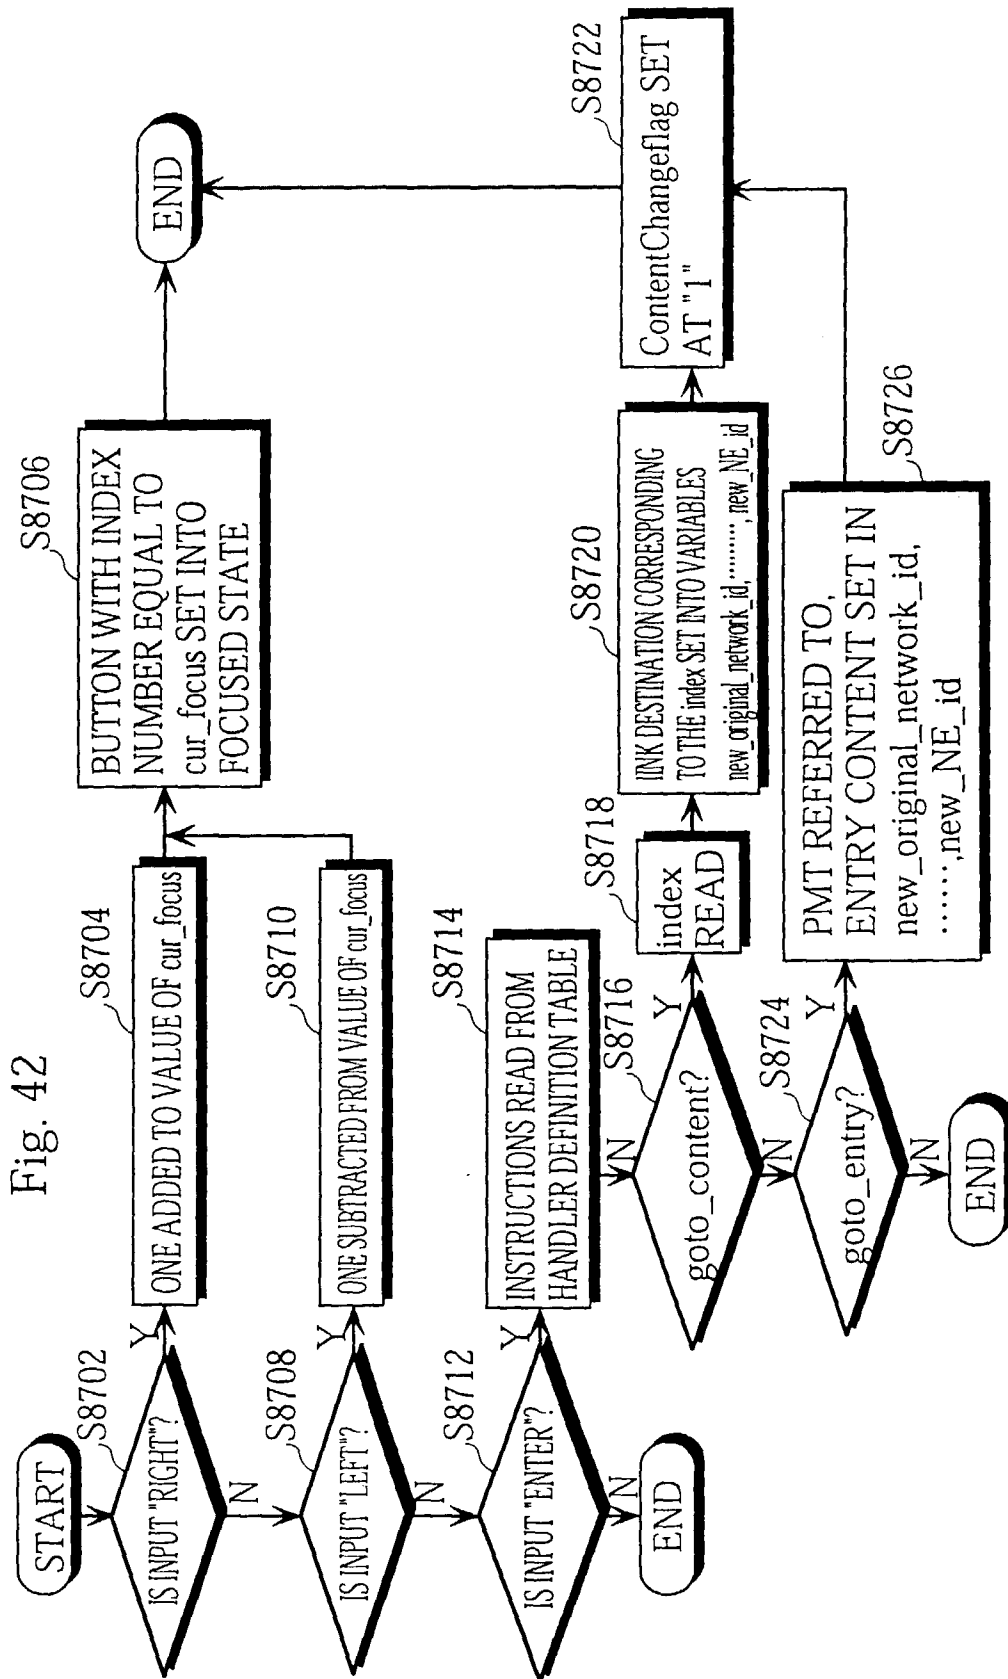 Fig. 42
START
S8702
IS INPUT "RIGHT"?
Y
N
S8704
ONE ADDED TO VALUE OF cur_focus
S8706
BUTTON WITH INDEX
NUMBER EQUAL TO
cur_focus SET INTO
FOCUSED STATE
END
S8708
IS INPUT "LEFT"?
Y
N
S8710
ONE SUBTRACTED FROM VALUE OF cur_focus
S8712
IS INPUT "ENTER"?
Y
N
END
S8714
INSTRUCTIONS READ FROM
HANDLER DEFINITION TABLE
N
S8716
goto_content?
Y
N
S8718
index
READ
S8720
lINK DESTINATION CORRESPONDING
TO THE index SET INTO VARIABLES
new_original_network_id,·········, new_NE_id
S8722
ContentChangeflag SET
AT "1"
S8724
goto_entry?
Y
N
END
S8726
PMT REFERRED TO,
ENTRY CONTENT SET IN
new_original_network_id,
·······,new_NE_id